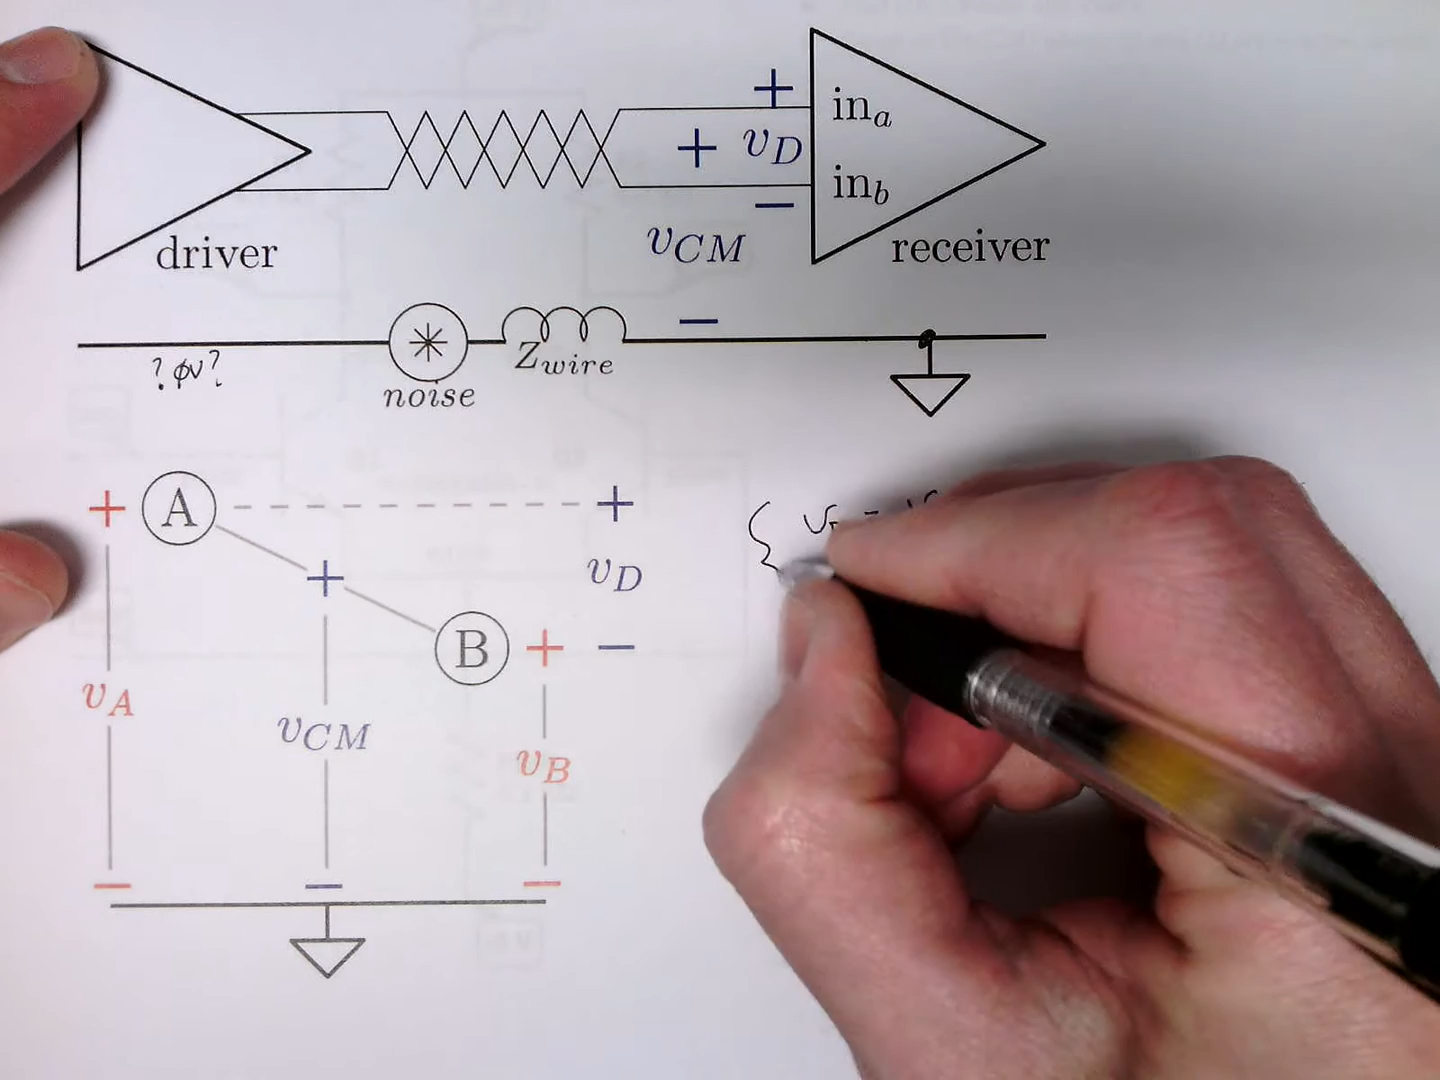 +
in_a
+ v_D
in_b
−
driver
v_CM
receiver
−
? ϕv ?
Z_wire
noise
+ A +
+
v_D
B + −
v_A
v_CM
v_B
− − −